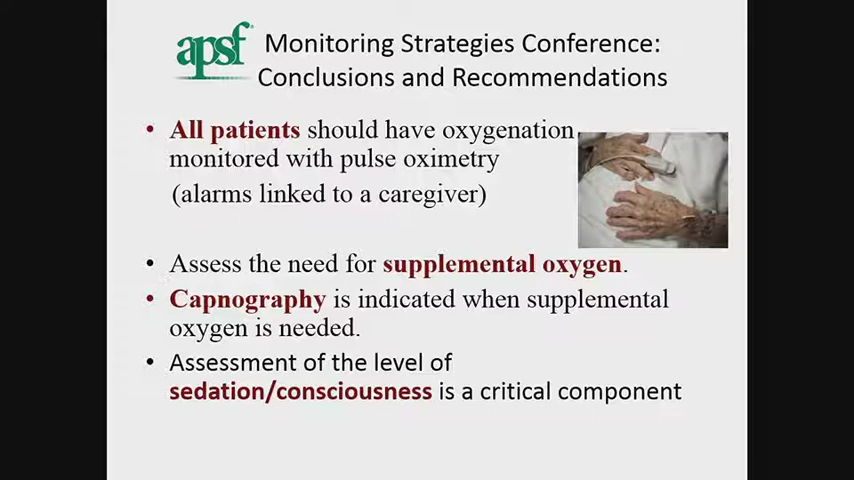 apsf
Monitoring Strategies Conference:
Conclusions and Recommendations
• All patients should have oxygenation
monitored with pulse oximetry
(alarms linked to a caregiver)
• Assess the need for supplemental oxygen.
• Capnography is indicated when supplemental
oxygen is needed.
• Assessment of the level of
sedation/consciousness is a critical component